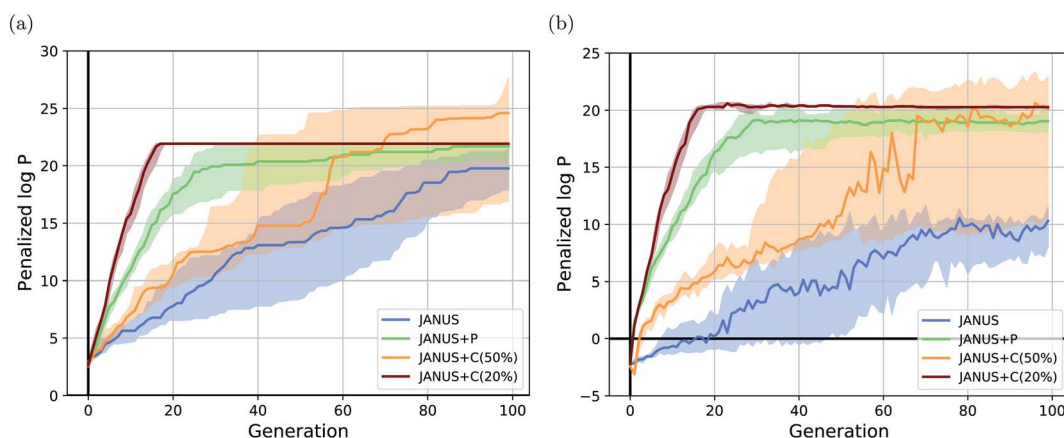 (a)
30
25
20
15
10
5
0
Penalized log P
0 20 40 60 80 100
Generation
JANUS
JANUS+P
JANUS+C(50%)
JANUS+C(20%)
(b)
25
20
15
10
5
0
−5
Penalized log P
0 20 40 60 80 100
Generation
JANUS
JANUS+P
JANUS+C(50%)
JANUS+C(20%)